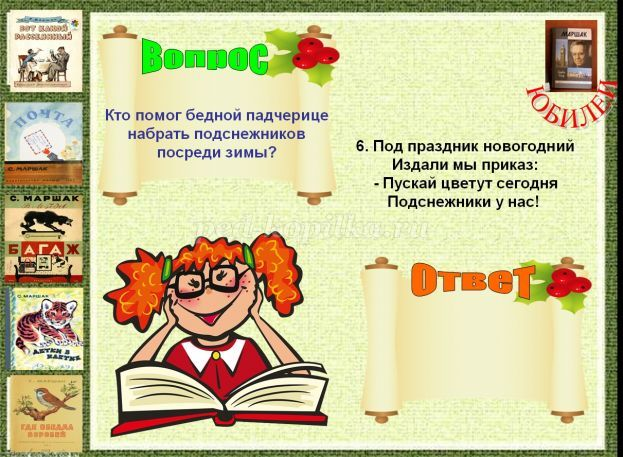 ВОТ КАКОЙ
РАССЕЯННЫЙ
ПОЧТА
С. МАРШАК
С. МАРШАК
БАГАЖ
С. МАРШАК
ДЕТКИ В
КЛЕТКЕ
С. МАРШАК
ГДЕ ОБЕДАЛ
ВОРОБЕЙ
Вопрос
Кто помог бедной падчерице
набрать подснежников
посреди зимы?
МАРШАК
ЮБИЛЕЙ
6. Под праздник новогодний
Издали мы приказ:
- Пускай цветут сегодня
Подснежники у нас!
ped-kopilka.ru
Ответ